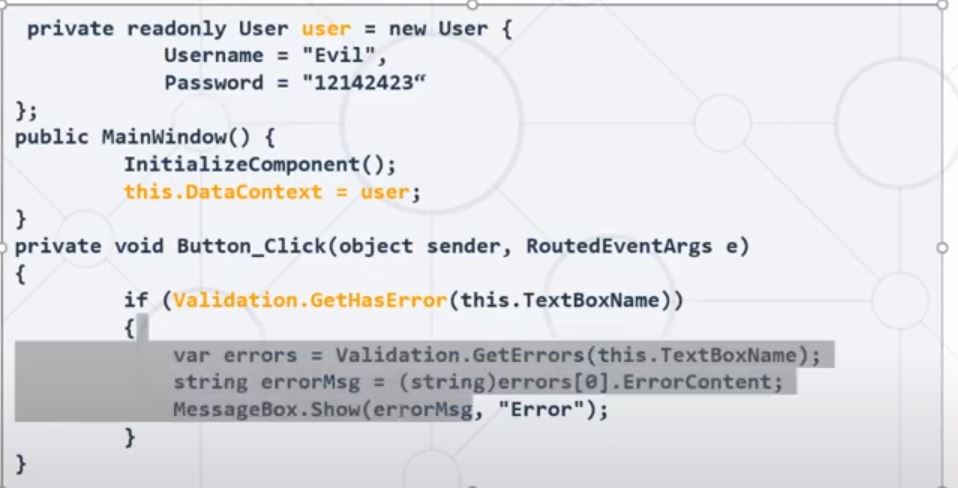 private readonly User user = new User {
Username = "Evil",
Password = "12142423“
};
public MainWindow() {
InitializeComponent();
this.DataContext = user;
}
private void Button_Click(object sender, RoutedEventArgs e)
{
if (Validation.GetHasError(this.TextBoxName))
{
var errors = Validation.GetErrors(this.TextBoxName);
string errorMsg = (string)errors[0].ErrorContent;
MessageBox.Show(errorMsg, "Error");
}
}